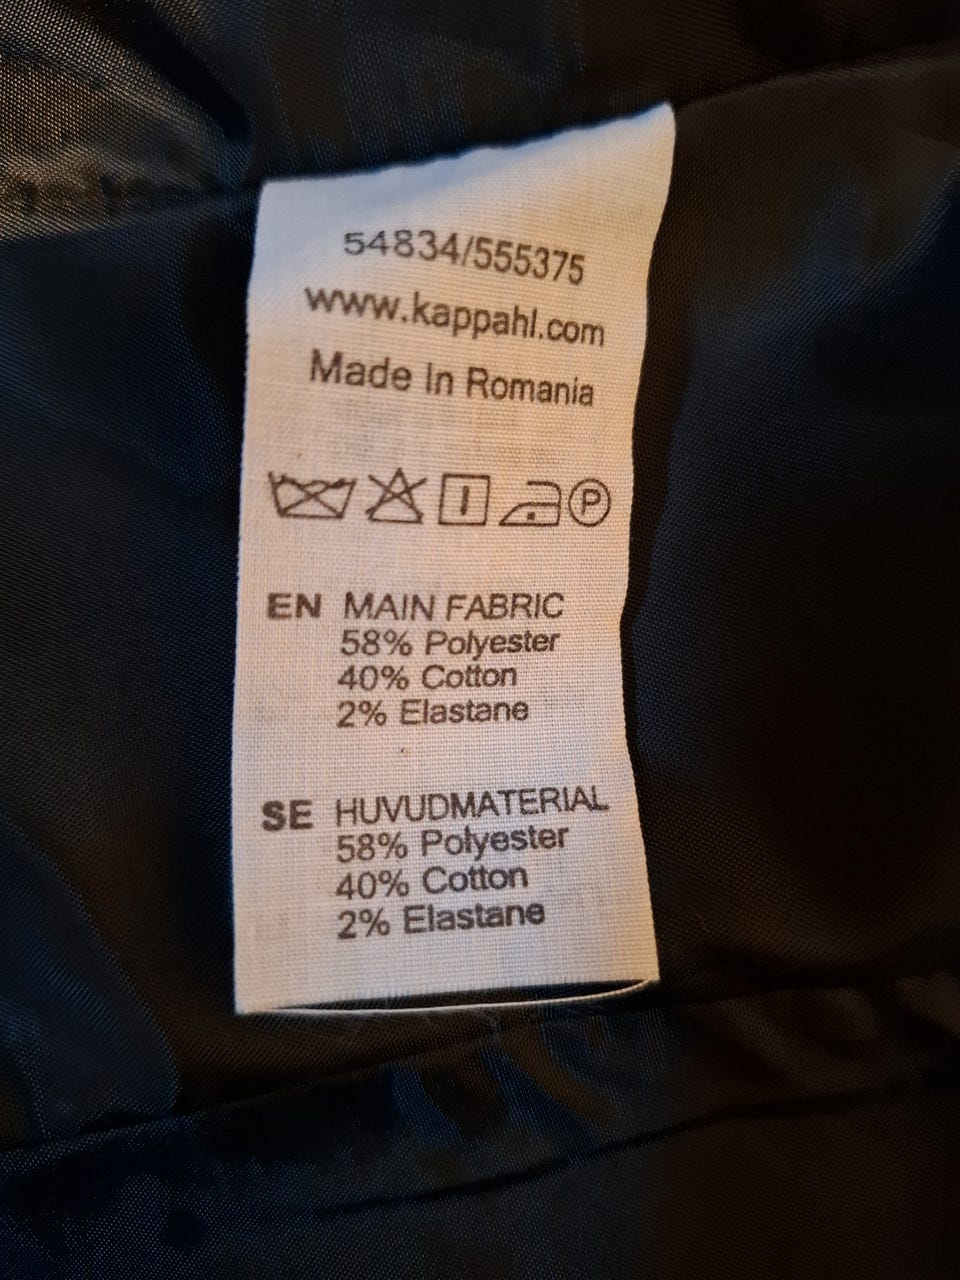 54834/555375
www.kappahl.com
Made In Romania
P
EN MAIN FABRIC
58% Polyester
40% Cotton
2% Elastane
SE HUVUDMATERIAL
58% Polyester
40% Cotton
2% Elastane